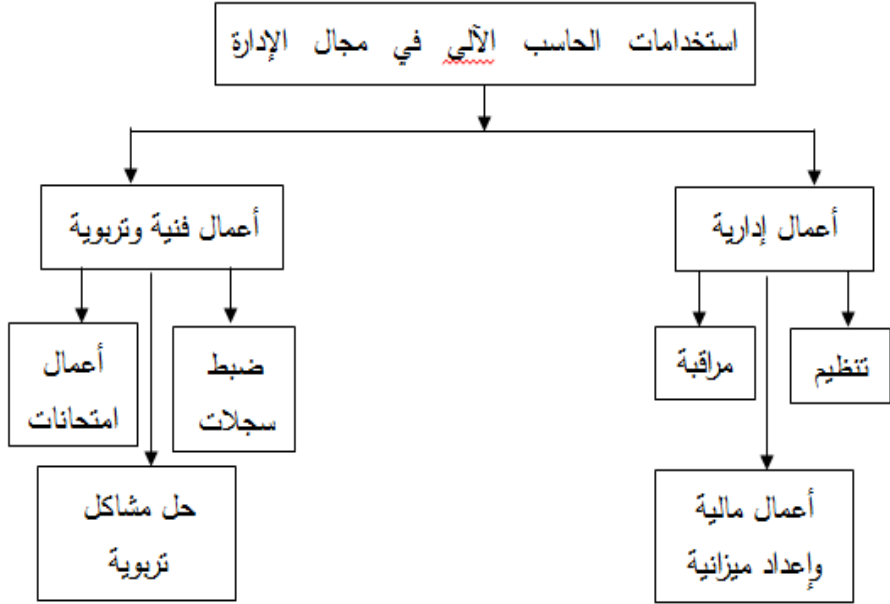 استخدامات الحاسب الآلي في مجال الإدارة
أعمال إدارية
أعمال فنية وتربوية
تنظيم
مراقبة
ضبط
سجلات
أعمال
امتحانات
أعمال مالية
وإعداد ميزانية
حل مشاكل
تربوية